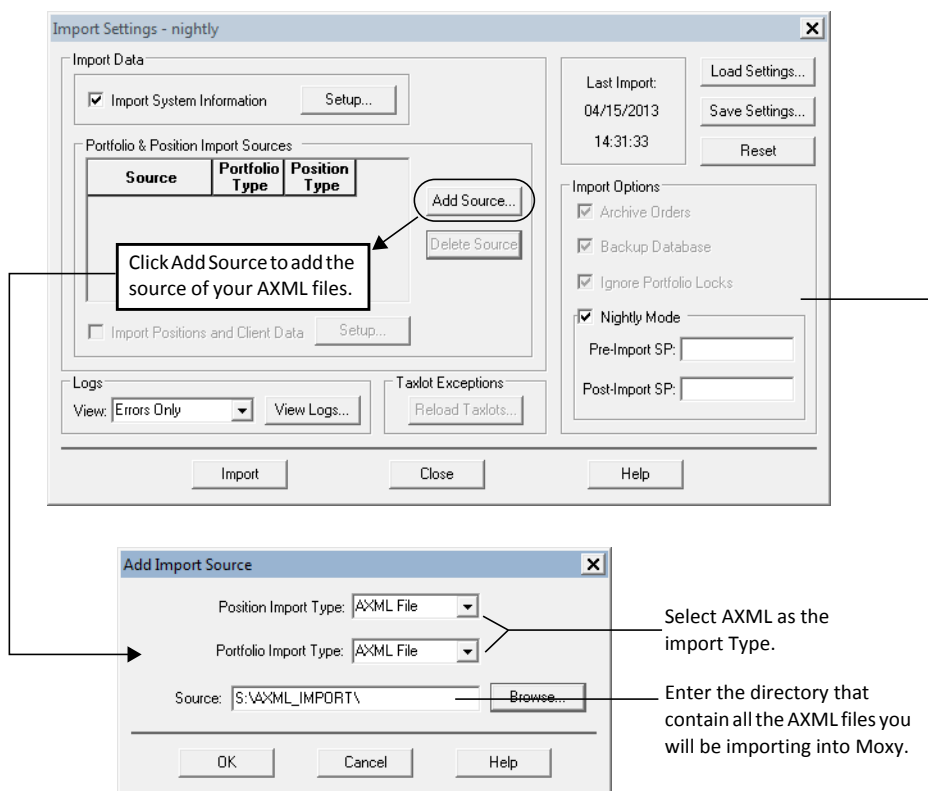 Import Settings - nightly
Import Data
Import System Information
Setup...
Portfolio & Position Import Sources
Source
Portfolio Type
Position Type
Add Source...
Delete Source
Click Add Source to add the
source of your AXML files.
Import Positions and Client Data
Setup...
Logs
View: Errors Only
View Logs...
Taxlot Exceptions
Reload Taxlots...
Last Import:
04/15/2013
14:31:33
Load Settings...
Save Settings...
Reset
Import Options
Archive Orders
Backup Database
Ignore Portfolio Locks
Nightly Mode
Pre-Import SP:
Post-Import SP:
Import
Close
Help
Add Import Source
Position Import Type: AXML File
Portfolio Import Type: AXML File
Source: S:\AXML_IMPORT\
Browse...
OK
Cancel
Help
Select AXML as the
import Type.
Enter the directory that
contain all the AXML files you
will be importing into Moxy.